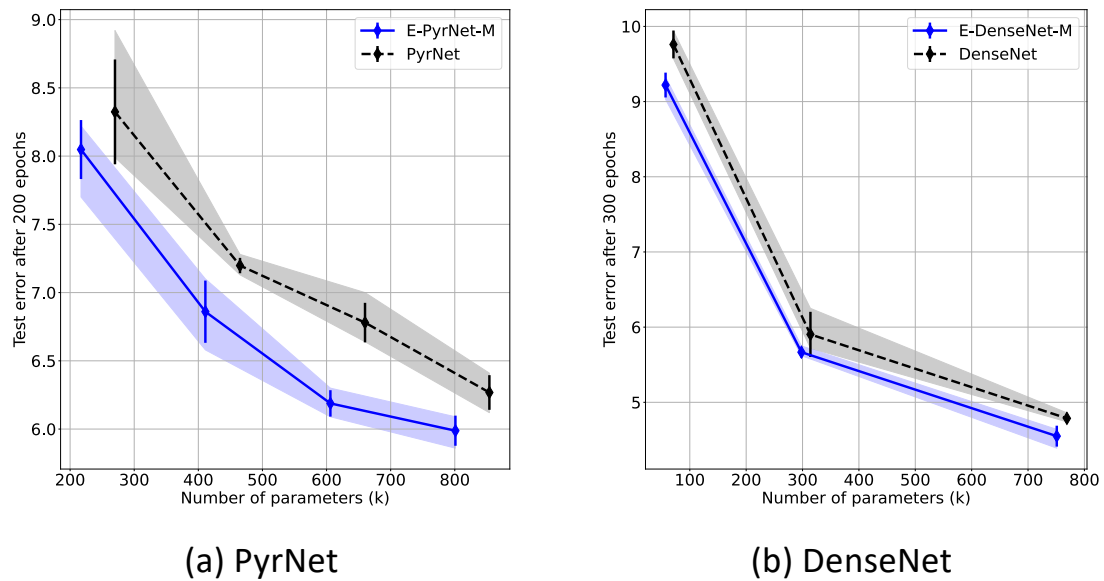 9.0
8.5
8.0
7.5
7.0
6.5
6.0
Test error after 200 epochs
E-PyrNet-M
PyrNet
200 300 400 500 600 700 800
Number of parameters (k)
(a) PyrNet
10
9
8
7
6
5
Test error after 300 epochs
E-DenseNet-M
DenseNet
100 200 300 400 500 600 700 800
Number of parameters (k)
(b) DenseNet